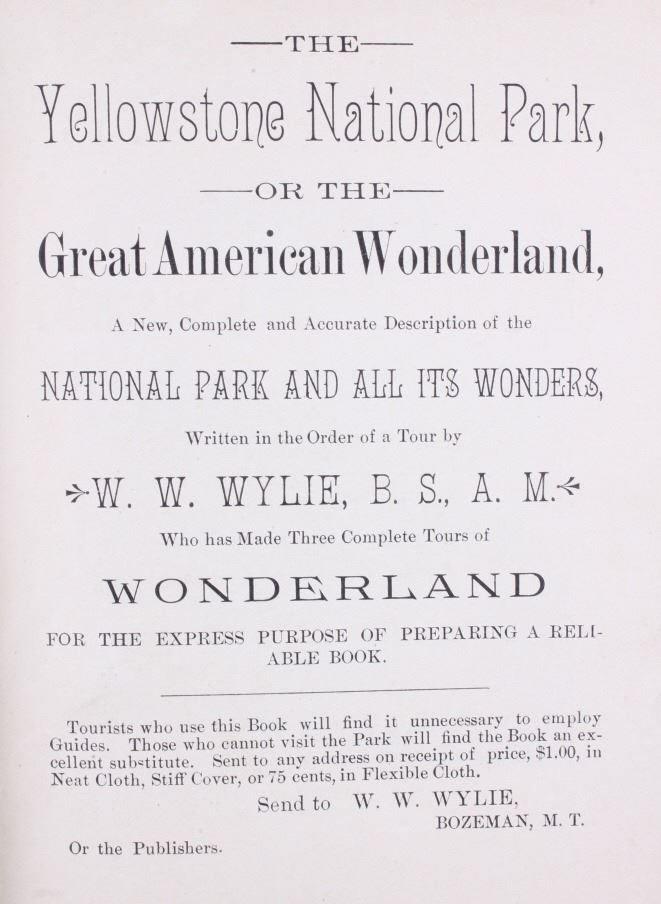 THE
Yellowstone National Park,
OR THE
Great American Wonderland,
A New, Complete and Accurate Description of the
NATIONAL PARK AND ALL ITS WONDERS,
Written in the Order of a Tour by
W. W. WYLIE, B. S., A. M.
Who has Made Three Complete Tours of
WONDERLAND
FOR THE EXPRESS PURPOSE OF PREPARING A RELI-
ABLE BOOK.
Tourists who use this Book will find it unnecessary to employ
Guides. Those who cannot visit the Park will find the Book an ex-
cellent substitute. Sent to any address on receipt of price, $1.00, in
Neat Cloth, Stiff Cover, or 75 cents, in Flexible Cloth.
Send to W. W. WYLIE,
BOZEMAN, M. T.
Or the Publishers.